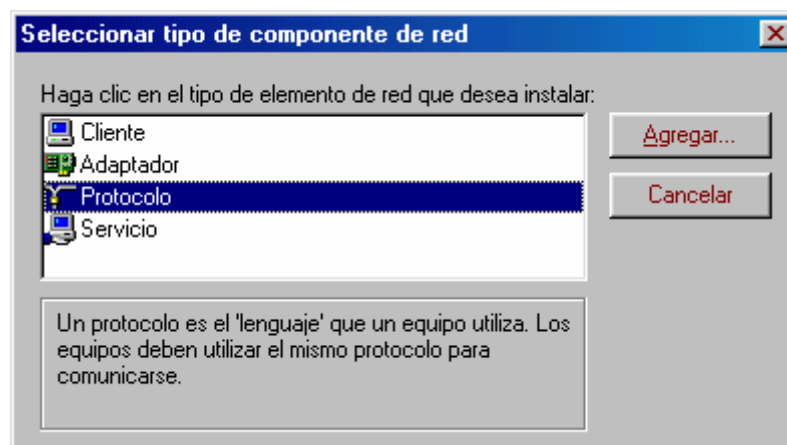 Seleccionar tipo de componente de red
Haga clic en el tipo de elemento de red que desea instalar:
Cliente
Adaptador
Protocolo
Servicio
Agregar...
Cancelar
Un protocolo es el 'lenguaje' que un equipo utiliza. Los
equipos deben utilizar el mismo protocolo para
comunicarse.